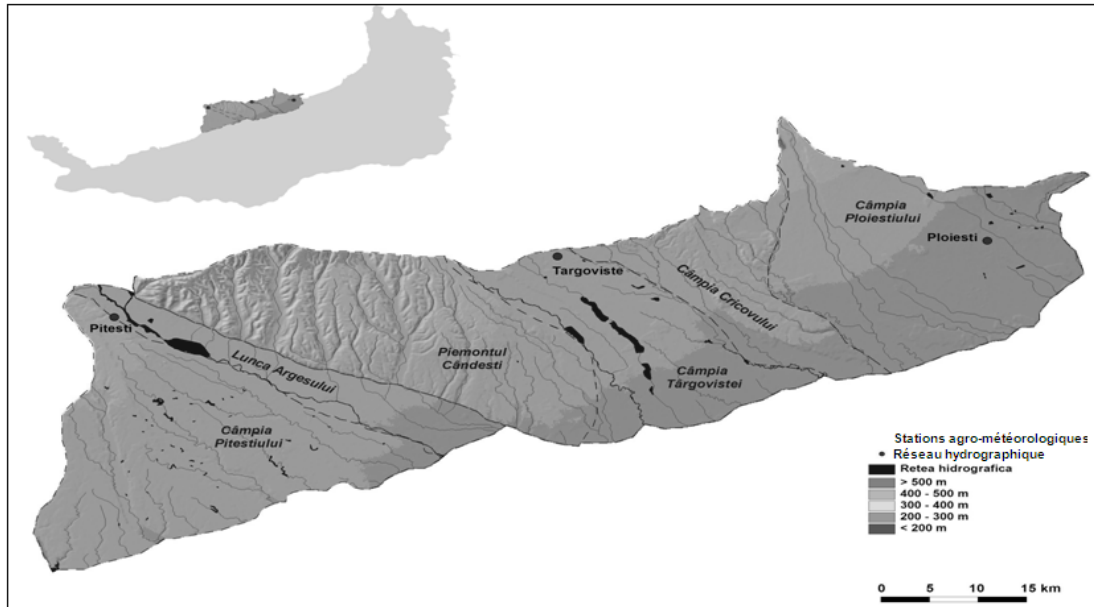 Câmpia
Ploiestiului
Ploiesti
Targoviste
Câmpia Cricovului
Pitesti
Lunca Argesului
Piemontul
Cândesti
Câmpia
Târgovistei
Câmpia
Pitestiului
Stations agro-météorologiques
Réseau hydrographique
Retea hidrografica
> 500 m
400 - 500 m
300 - 400 m
200 - 300 m
< 200 m
0 5 10 15 km